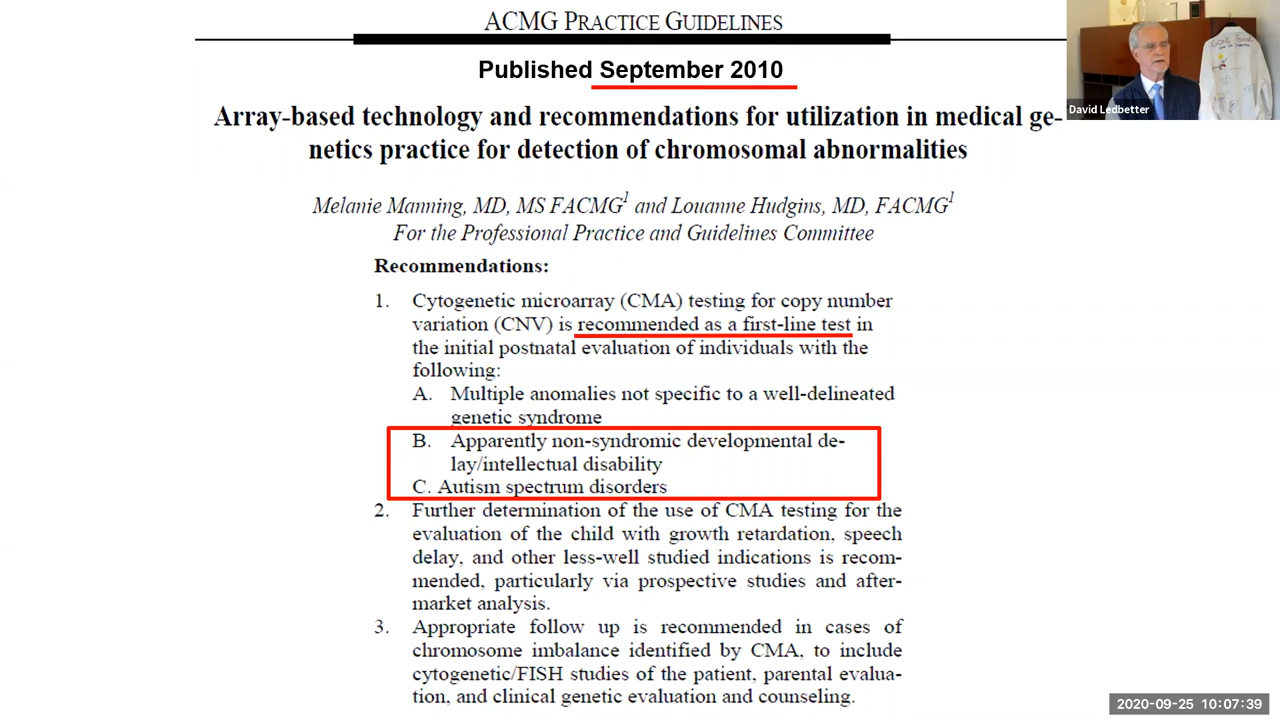 ACMG PRACTICE GUIDELINES
Published September 2010
Array-based technology and recommendations for utilization in medical ge-
netics practice for detection of chromosomal abnormalities
Melanie Manning, MD, MS FACMG1 and Louanne Hudgins, MD, FACMG1
For the Professional Practice and Guidelines Committee
Recommendations:
1. Cytogenetic microarray (CMA) testing for copy number
variation (CNV) is recommended as a first-line test in
the initial postnatal evaluation of individuals with the
following:
A. Multiple anomalies not specific to a well-delineated
genetic syndrome
B. Apparently non-syndromic developmental de-
lay/intellectual disability
C. Autism spectrum disorders
2. Further determination of the use of CMA testing for the
evaluation of the child with growth retardation, speech
delay, and other less-well studied indications is recom-
mended, particularly via prospective studies and after-
market analysis.
3. Appropriate follow up is recommended in cases of
chromosome imbalance identified by CMA, to include
cytogenetic/FISH studies of the patient, parental evalua-
tion, and clinical genetic evaluation and counseling.
David Ledbetter
2020-09-25 10:07:39